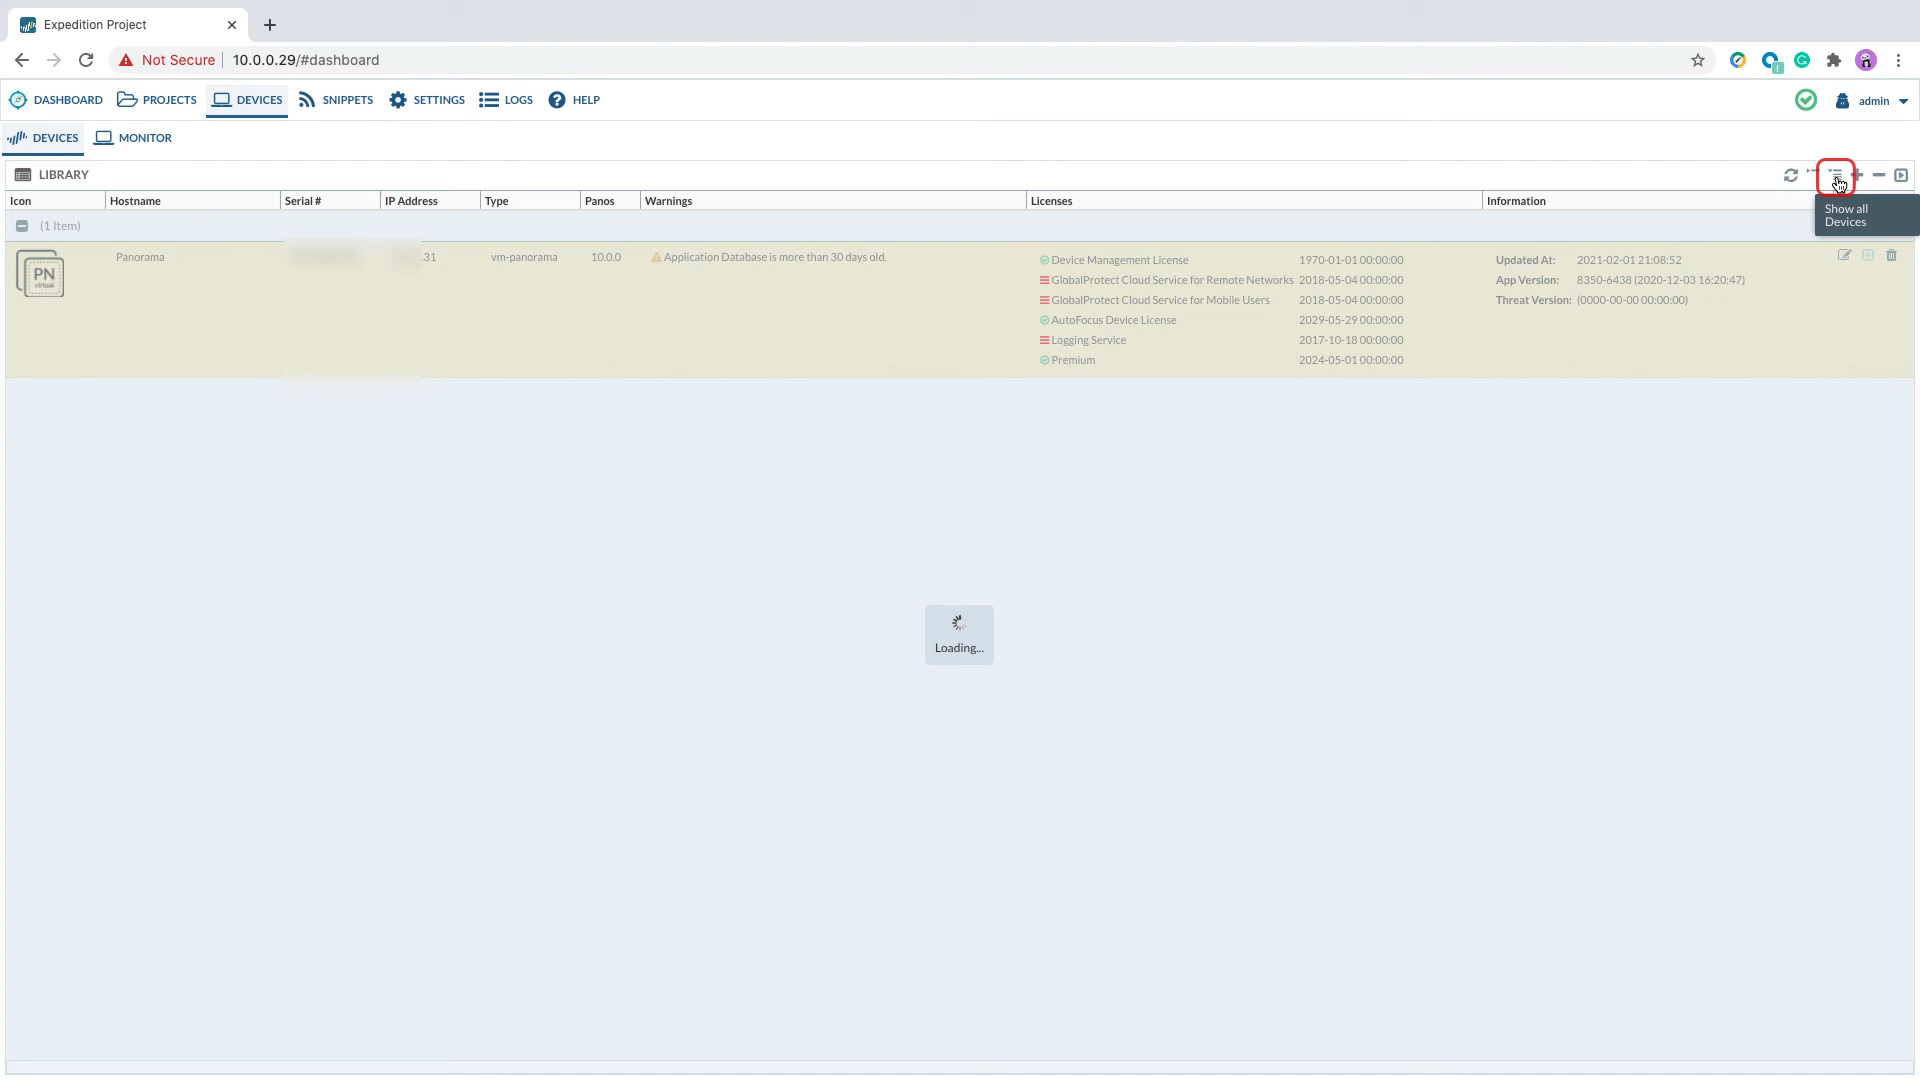 Expedition Project
Not Secure 10.0.0.29/#dashboard
DASHBOARD PROJECTS DEVICES SNIPPETS SETTINGS LOGS HELP admin
DEVICES MONITOR
LIBRARY
Icon Hostname Serial # IP Address Type Panos Warnings Licenses Information
Show all
Devices
(1 Item)
Panorama .31 vm-panorama 10.0.0 Application Database is more than 30 days old.
PN
virtual
Device Management License 1970-01-01 00:00:00
GlobalProtect Cloud Service for Remote Networks 2018-05-04 00:00:00
GlobalProtect Cloud Service for Mobile Users 2018-05-04 00:00:00
AutoFocus Device License 2029-05-29 00:00:00
Logging Service 2017-10-18 00:00:00
Premium 2024-05-01 00:00:00
Updated At: 2021-02-01 21:08:52
App Version: 8350-6438 (2020-12-03 16:20:47)
Threat Version: (0000-00-00 00:00:00)
Loading...